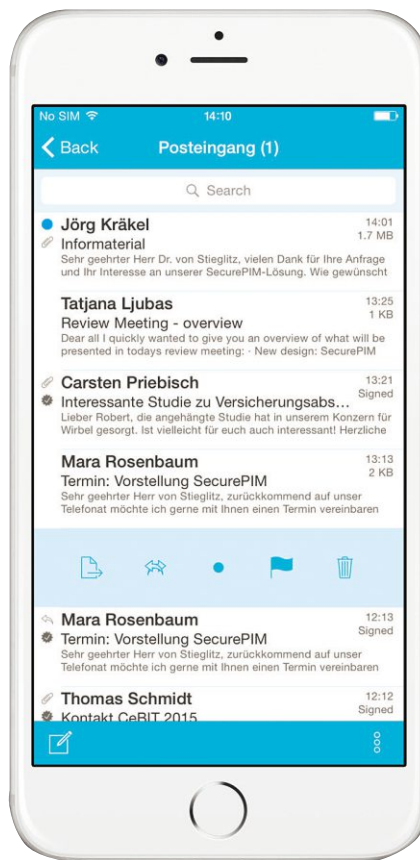 No SIM 14:10
Back Posteingang (1)
Search
Jörg Kräkel 14:01
Informaterial 1.7 MB
Sehr geehrter Herr Dr. von Stieglitz, vielen Dank für Ihre Anfrage
und Ihr Interesse an unserer SecurePIM-Lösung. Wie gewünscht
Tatjana Ljubas 13:25
Review Meeting - overview 1 KB
Dear all I quickly wanted to give you an overview of what will be
presented in todays review meeting: · New design: SecurePIM
Carsten Priebisch 13:21
Interessante Studie zu Versicherungsabs... Signed
Lieber Robert, die angehängte Studie hat in unserem Konzern für
Wirbel gesorgt. Ist vielleicht für euch auch interessant! Herzliche
Mara Rosenbaum 13:13
Termin: Vorstellung SecurePIM 2 KB
Sehr geehrter Herr von Stieglitz, zurückkommend auf unser
Telefonat möchte ich gerne mit Ihnen einen Termin vereinbaren
Mara Rosenbaum 12:13
Termin: Vorstellung SecurePIM Signed
Sehr geehrter Herr von Stieglitz, zurückkommend auf unser
Telefonat möchte ich gerne mit Ihnen einen Termin vereinbaren
Thomas Schmidt 12:12
Kontakt CeBIT 2015 Signed